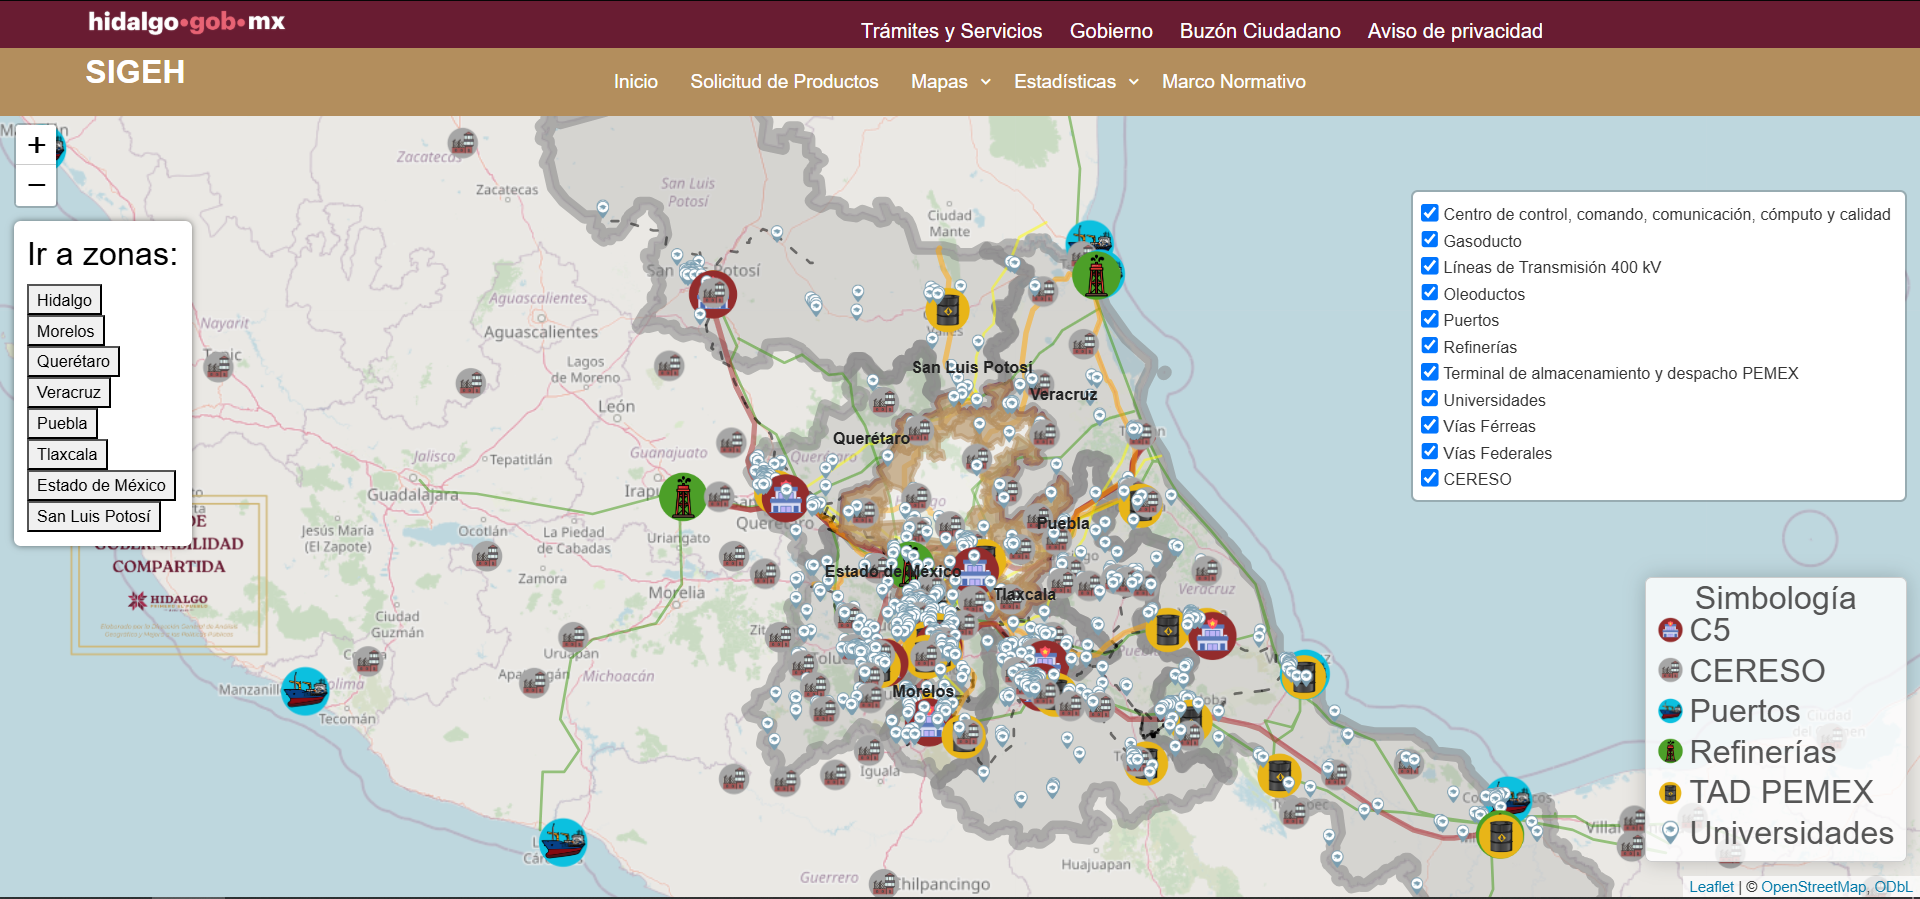 hidalgo•gob•mx
Trámites y Servicios
Gobierno
Buzón Ciudadano
Aviso de privacidad
SIGEH
Inicio
Solicitud de Productos
Mapas
Estadísticas
Marco Normativo
+
−
Ir a zonas:
Hidalgo
Morelos
Querétaro
Veracruz
Puebla
Tlaxcala
Estado de México
San Luis Potosí
Centro de control, comando, comunicación, cómputo y calidad
Gasoducto
Líneas de Transmisión 400 kV
Oleoductos
Puertos
Refinerías
Terminal de almacenamiento y despacho PEMEX
Universidades
Vías Férreas
Vías Federales
CERESO
Zacatecas
Zacatecas
San Luis
Potosí
Ciudad
Mante
Aguascalientes
Aguascalientes
Nayarit
Lagos
de Moreno
San Luis Potosí
Veracruz
León
Querétaro
Guanajuato
Querétaro
Jalisco
Tepatitlán
Guadalajara
Puebla
Jesús María
(El Zapote)
Ocotlán
La Piedad
de Cabadas
Uriangato
COMPARTIDA
HIDALGO
Zamora
Estado de México
Morelia
Tlaxcala
Veracruz
Ciudad
Guzmán
Uruapan
Michoacán
Puebla
Manzanillo
Tecomán
Morelos
Iguala
Huajuapan
Guerrero
Chilpancingo
Simbología
C5
CERESO
Puertos
Refinerías
TAD PEMEX
Universidades
Leaflet | © OpenStreetMap, ODbL